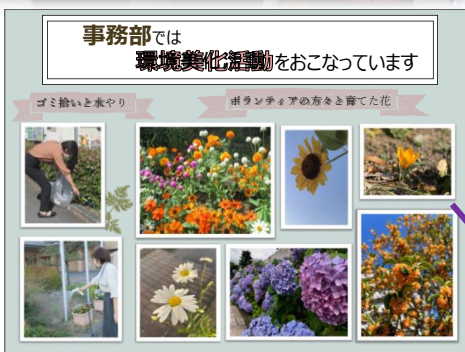 事務部では
環境美化活動をおこなっています
ゴミ拾いと水やり
ボランティアの方々と育てた花